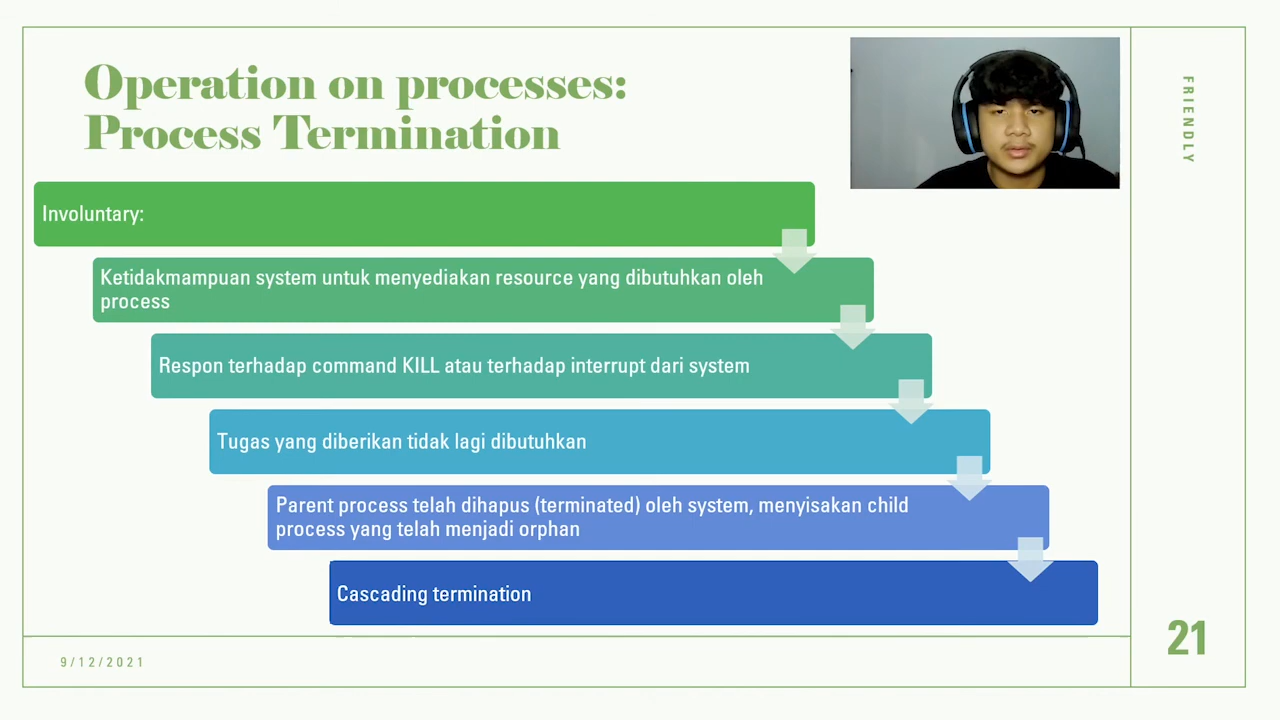 Operation on processes:
Process Termination
FRIENDLY
Involuntary:
Ketidakmampuan system untuk menyediakan resource yang dibutuhkan oleh
process
Respon terhadap command KILL atau terhadap interrupt dari system
Tugas yang diberikan tidak lagi dibutuhkan
Parent process telah dihapus (terminated) oleh system, menyisakan child
process yang telah menjadi orphan
Cascading termination
9/12/2021
21